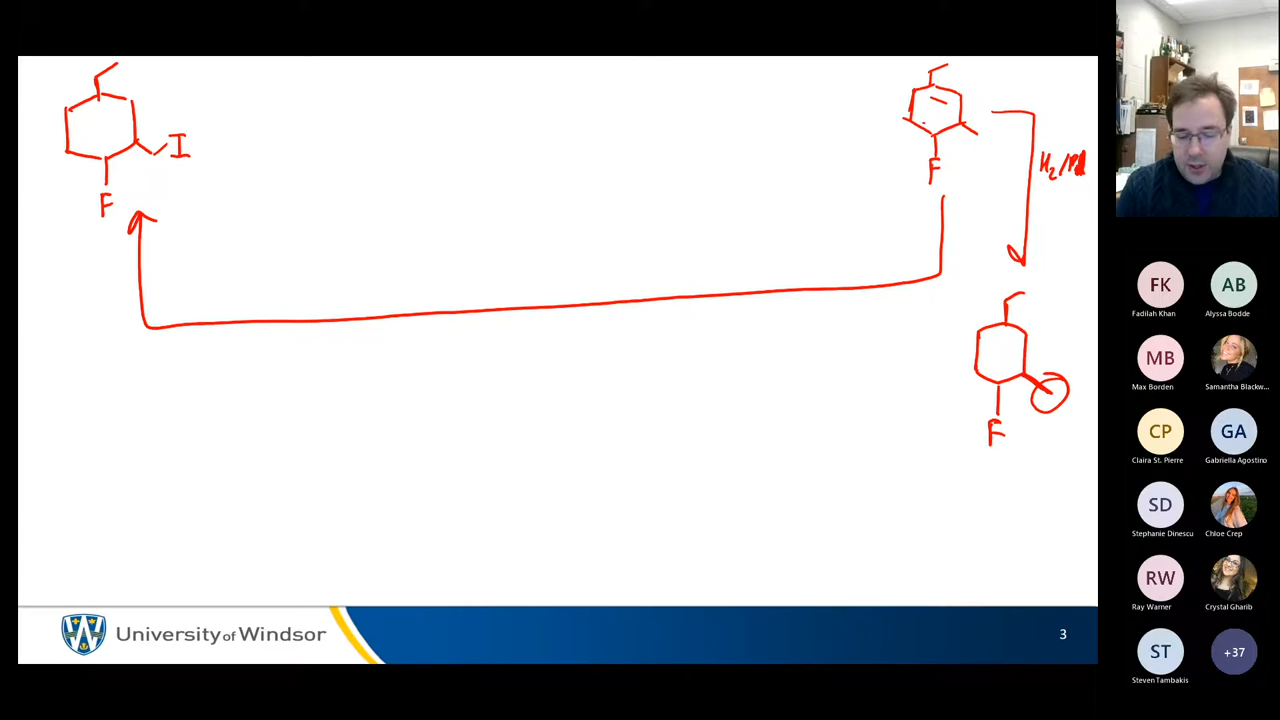 I
F
F
H2/Pd
F
University of Windsor
3
FK
Fadilah Khan
AB
Alyssa Bodde
MB
Max Borden
Samantha Blackw...
CP
Claira St. Pierre
GA
Gabriella Agostino
SD
Stephanie Dinescu
Chloe Crep
RW
Ray Warner
Crystal Gharib
ST
Steven Tambakis
+37